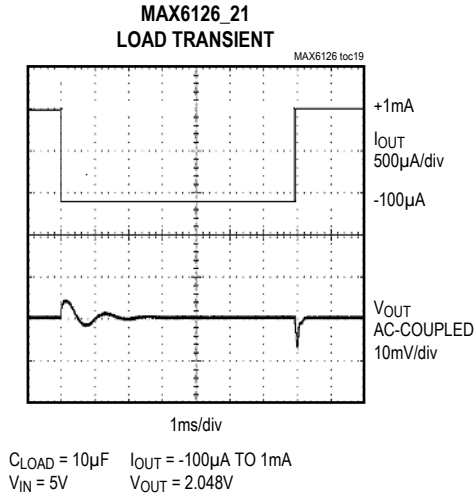 MAX6126_21
LOAD TRANSIENT
MAX6126 toc19
+1mA
IOUT
500µA/div
-100µA
VOUT
AC-COUPLED
10mV/div
1ms/div
CLOAD = 10µF IOUT = -100µA TO 1mA
VIN = 5V VOUT = 2.048V